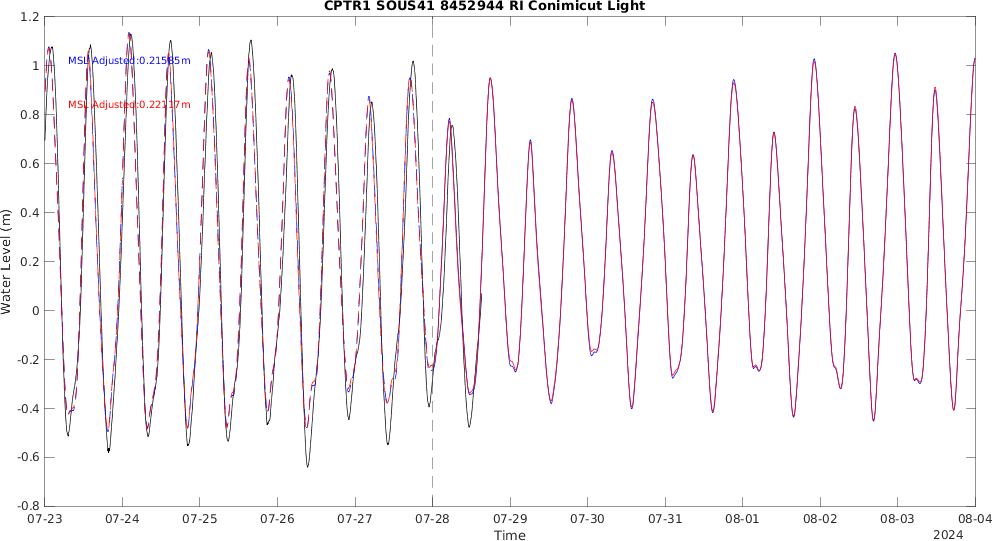 CPTR1 SOUS41 8452944 RI Conimicut Light
1.2
1
0.8
0.6
0.4
0.2
0
-0.2
-0.4
-0.6
-0.8
Water Level (m)
MSL Adjusted:0.21585m
MSL Adjusted:0.22117m
07-23 07-24 07-25 07-26 07-27 07-28 07-29 07-30 07-31 08-01 08-02 08-03 08-04
Time
2024